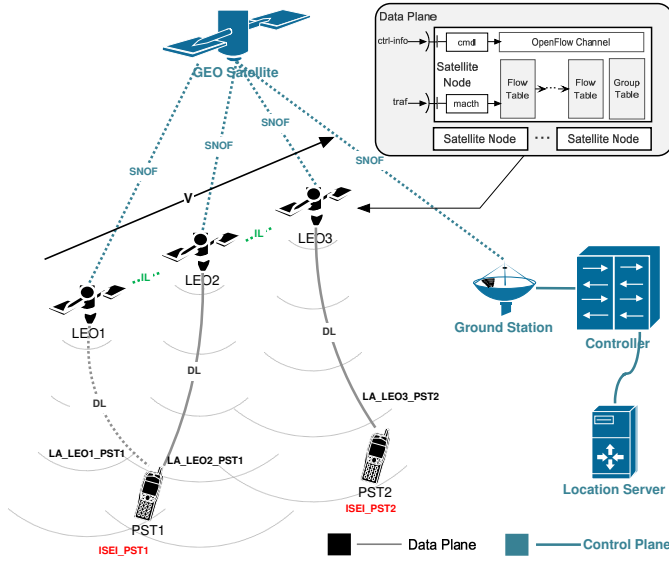 Data Plane
ctrl-info
cmdl
OpenFlow Channel
Satellite
Node
Flow
Table
Flow
Table
Group
Table
traf
macth
Satellite Node
...
Satellite Node
GEO Satellite
SNOF
SNOF
SNOF
SNOF
V
IL
IL
LEO1
LEO2
LEO3
DL
DL
DL
LA_LEO1_PST1
LA_LEO2_PST1
LA_LEO3_PST2
PST1
ISEI_PST1
PST2
ISEI_PST2
Ground Station
Controller
Location Server
Data Plane
Control Plane